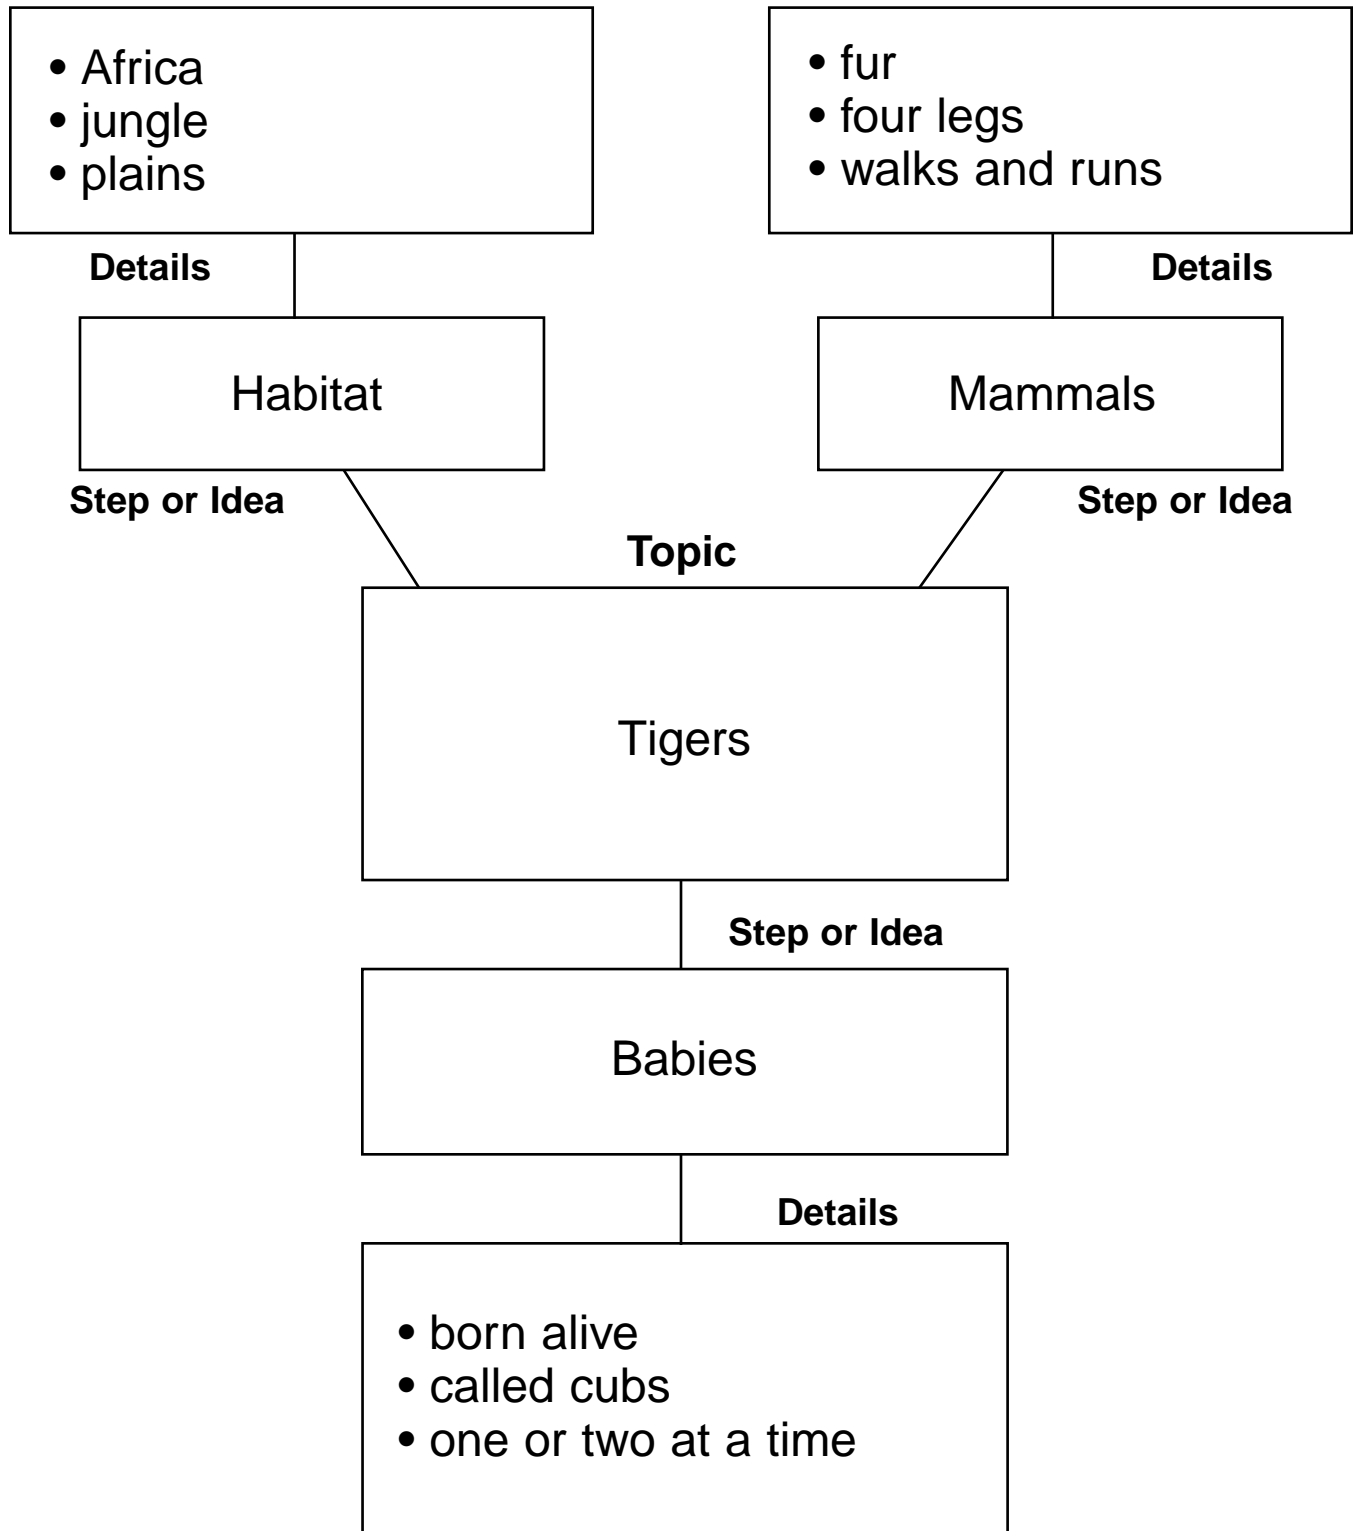 • Africa
• jungle
• plains
• fur
• four legs
• walks and runs
Details
Details
Habitat
Mammals
Step or Idea
Step or Idea
Topic
Tigers
Step or Idea
Babies
Details
• born alive
• called cubs
• one or two at a time